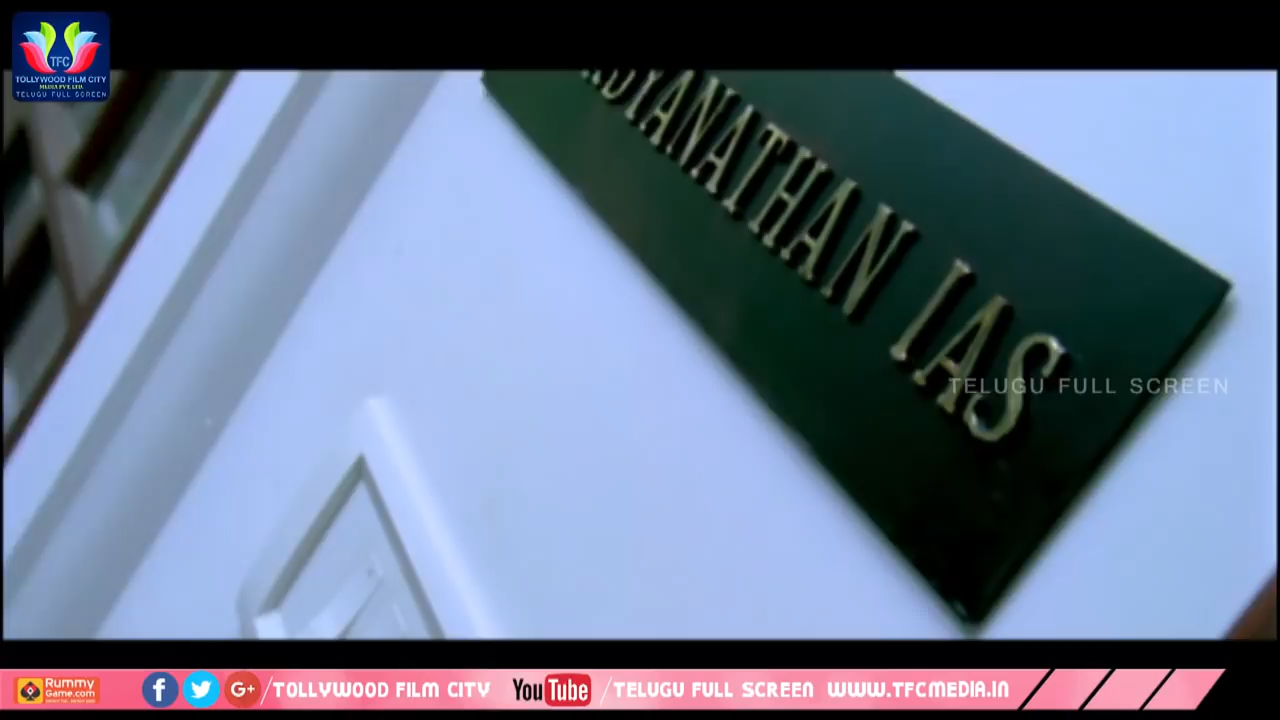 TFC
TOLLYWOOD FILM CITY
MEDIA PVT. LTD.
TELUGU FULL SCREEN
IAS
TELUGU FULL SCREEN
Rummy
Game.com
f G+ /TOLLYWOOD FILM CITY YouTube /TELUGU FULL SCREEN WWW.TFCMEDIA.IN